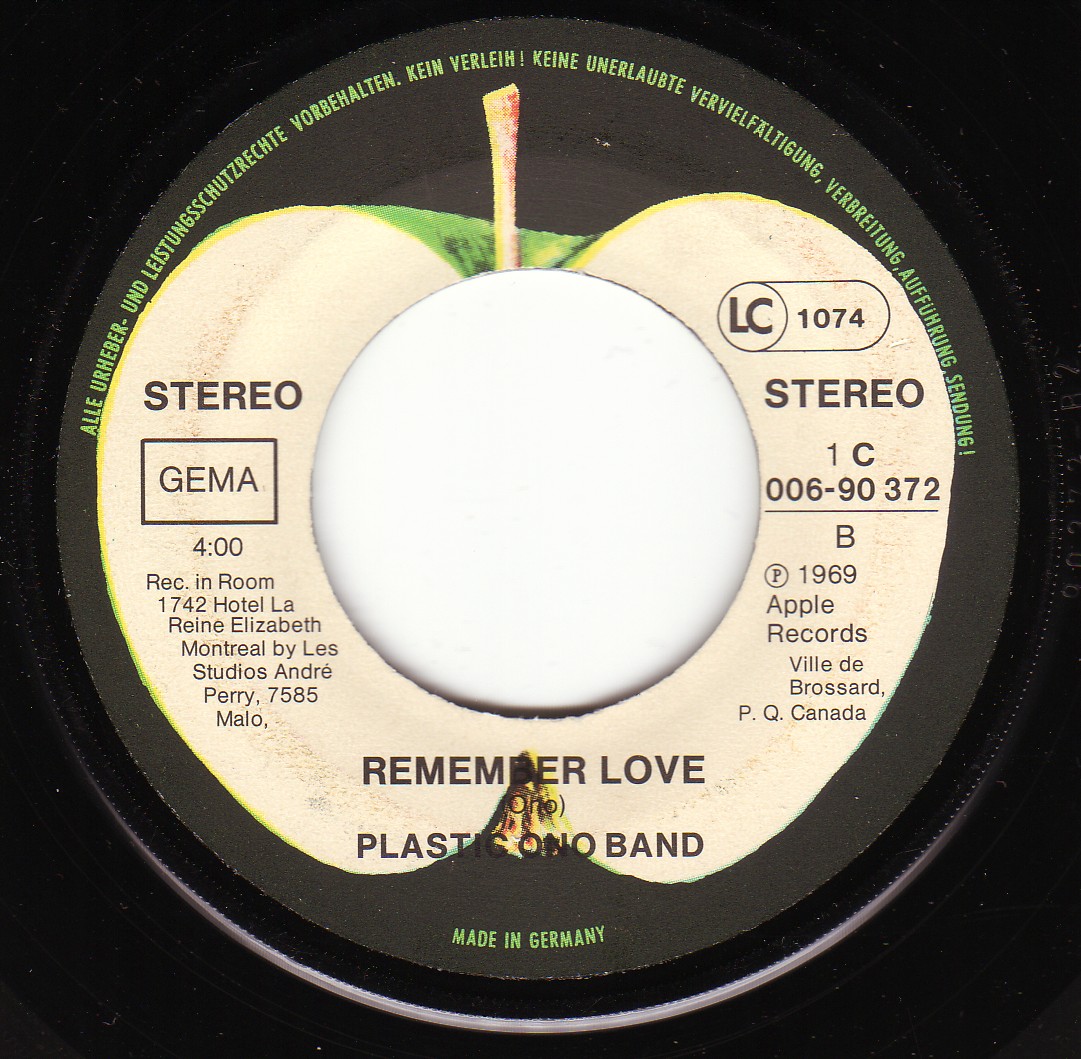 ALLE URHEBER- UND LEISTUNGSSCHUTZRECHTE VORBEHALTEN. KEIN VERLEIH! KEINE UNERLAUBTE VERVIELFÄLTIGUNG, VERBREITUNG, AUFFÜHRUNG, SENDUNG!
LC 1074
STEREO
GEMA
4:00
Rec. in Room
1742 Hotel La
Reine Elizabeth
Montreal by Les
Studios André
Perry, 7585
Malo,
STEREO
1 C
006-90 372
B
Ⓟ 1969
Apple
Records
Ville de
Brossard,
P. Q. Canada
REMEMBER LOVE
(Ono)
PLASTIC ONO BAND
MADE IN GERMANY